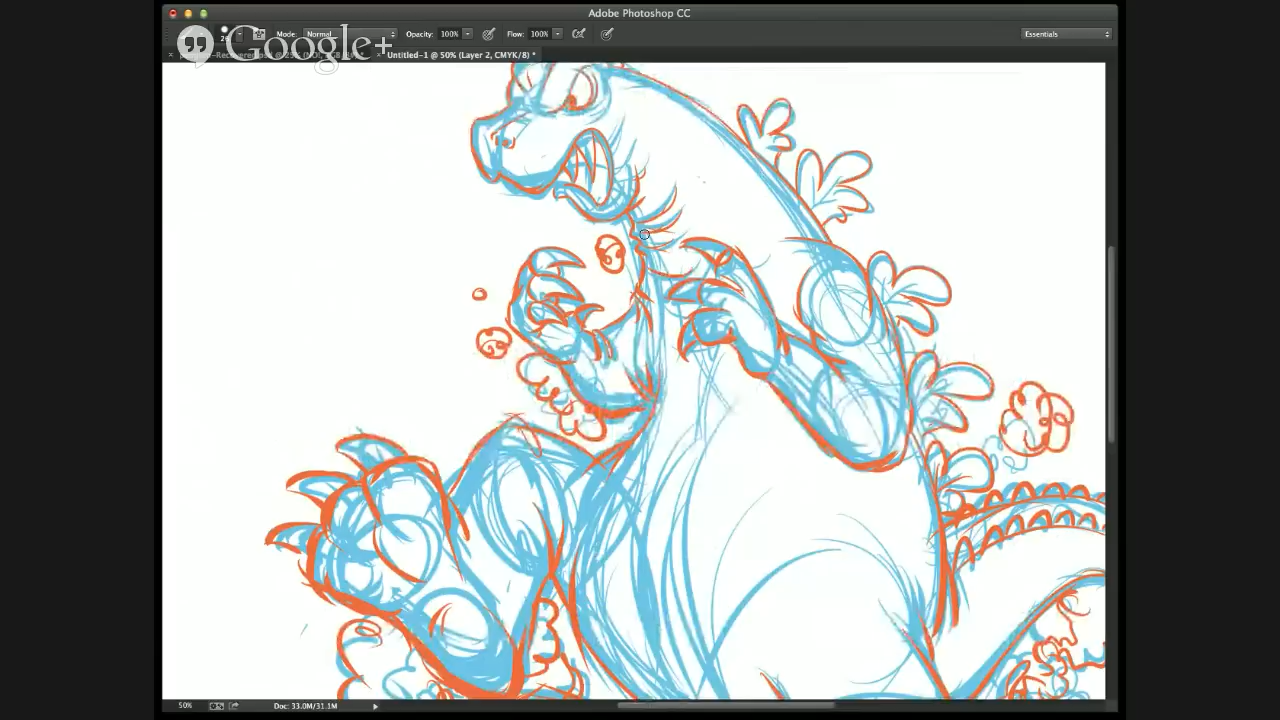 Adobe Photoshop CC
Mode: Normal Opacity: 100% Flow: 100% Essentials
Google+
Untitled-1 @ 50% (Layer 2, CMYK/8) *
50% Doc: 33.0M/31.1M